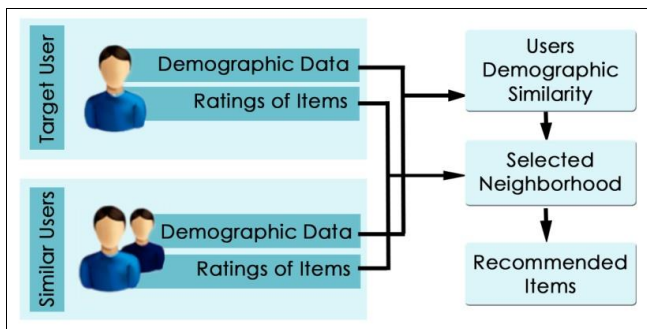 Target User
Demographic Data
Ratings of Items
Similar Users
Demographic Data
Ratings of Items
Users
Demographic
Similarity
Selected
Neighborhood
Recommended
Items